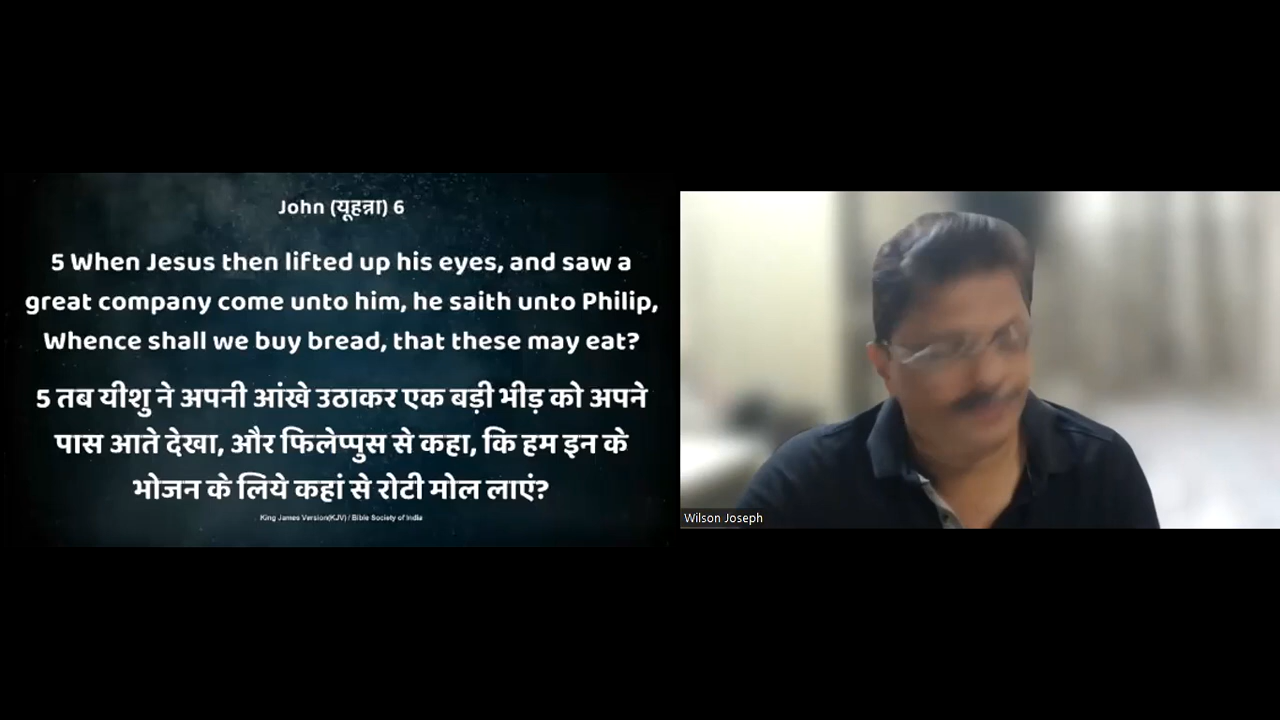 John (यूहन्ना) 6
5 When Jesus then lifted up his eyes, and saw a
great company come unto him, he saith unto Philip,
Whence shall we buy bread, that these may eat?
5 तब यीशु ने अपनी आंखे उठाकर एक बड़ी भीड़ को अपने
पास आते देखा, और फिलेप्पुस से कहा, कि हम इन के
भोजन के लिये कहां से रोटी मोल लाएं?
King James Version(KJV) / Bible Society of India
Wilson Joseph